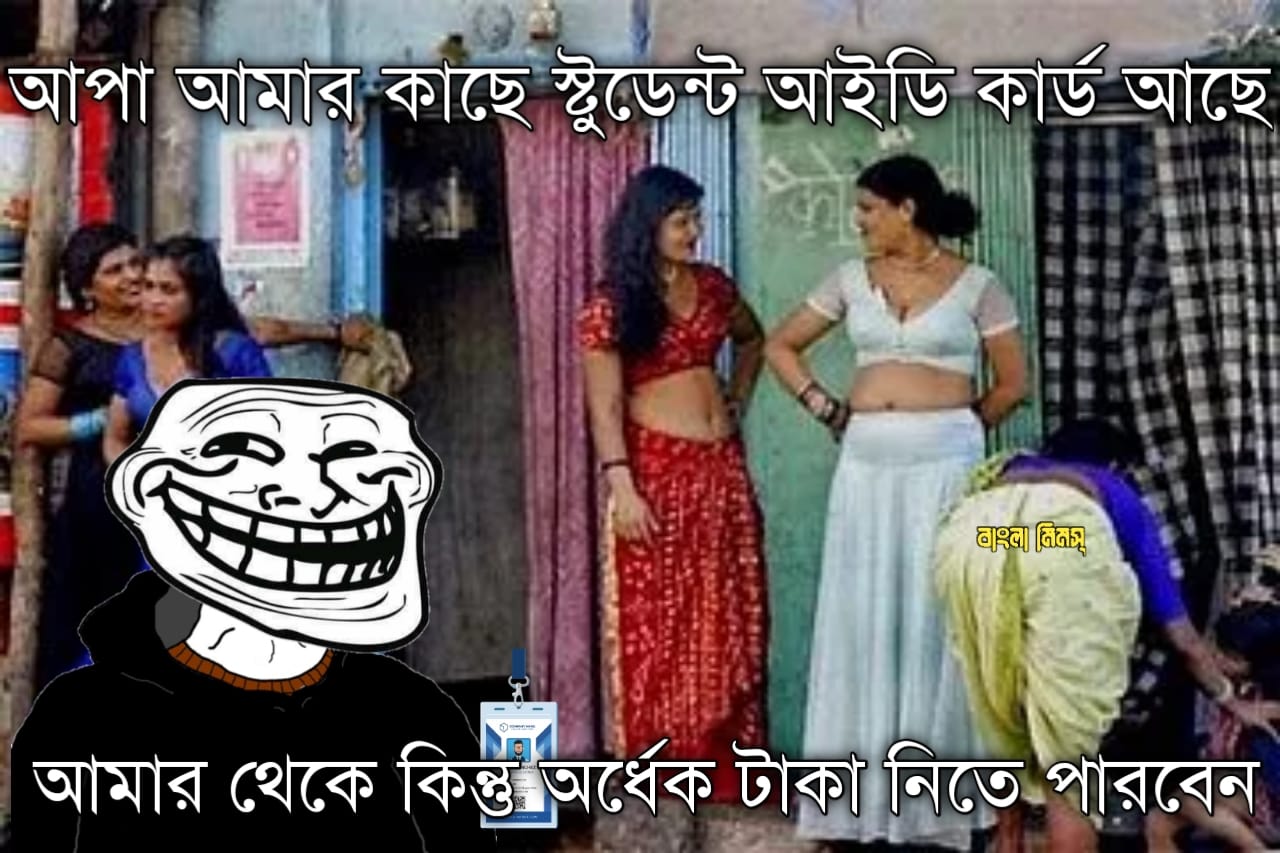 আপা আমার কাছে স্টুডেন্ট আইডি কার্ড আছে
বাংলা মিমস্
আমার থেকে কিন্তু অর্ধেক টাকা নিতে পারবেন